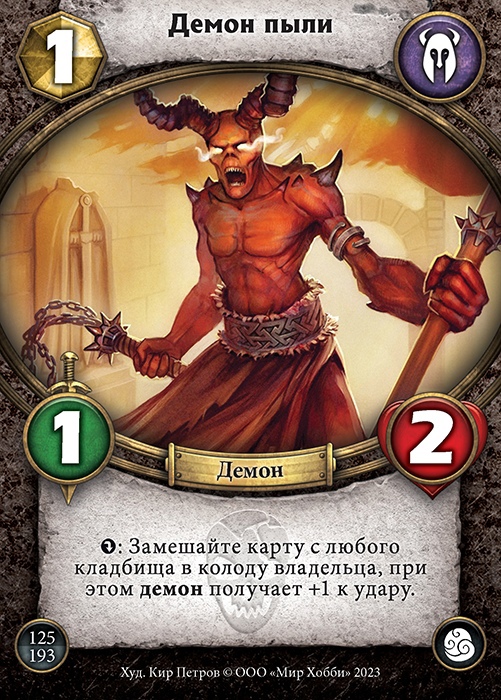 Демон пыли
1
1
2
Демон
: Замешайте карту с любого
кладбища в колоду владельца, при
этом демон получает +1 к удару.
125
193
Худ. Кир Петров © ООО «Мир Хобби» 2023